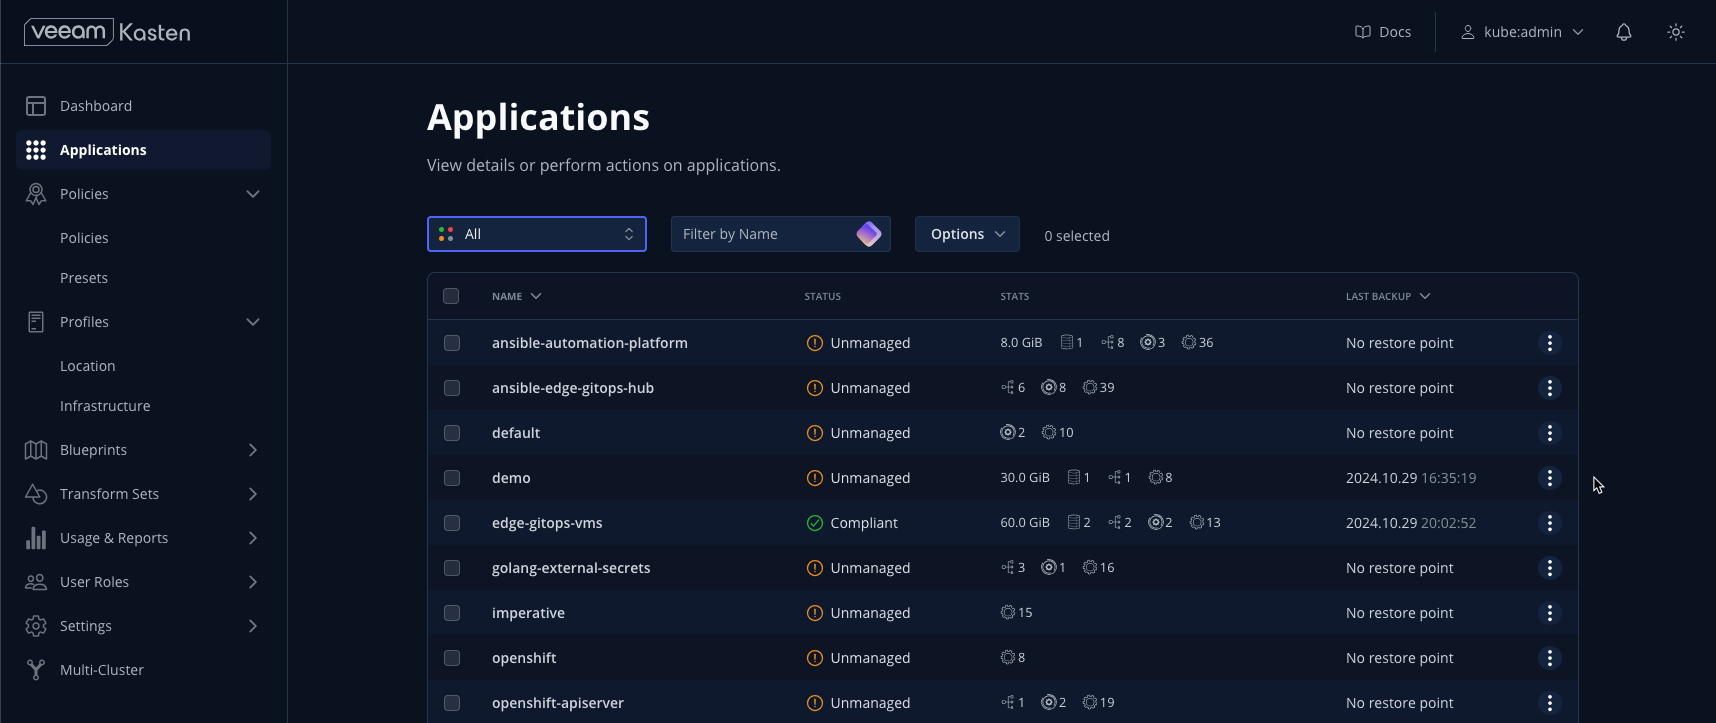 veeam Kasten
Docs
kube:admin
Dashboard
Applications
Policies
Policies
Presets
Profiles
Location
Infrastructure
Blueprints
Transform Sets
Usage & Reports
User Roles
Settings
Multi-Cluster
Applications
View details or perform actions on applications.
All
Filter by Name
Options
0 selected
NAME STATUS STATS LAST BACKUP
ansible-automation-platform Unmanaged 8.0 GiB 1 8 3 36 No restore point
ansible-edge-gitops-hub Unmanaged 6 8 39 No restore point
default Unmanaged 2 10 No restore point
demo Unmanaged 30.0 GiB 1 1 8 2024.10.29 16:35:19
edge-gitops-vms Compliant 60.0 GiB 2 2 2 13 2024.10.29 20:02:52
golang-external-secrets Unmanaged 3 1 16 No restore point
imperative Unmanaged 15 No restore point
openshift Unmanaged 8 No restore point
openshift-apiserver Unmanaged 1 2 19 No restore point